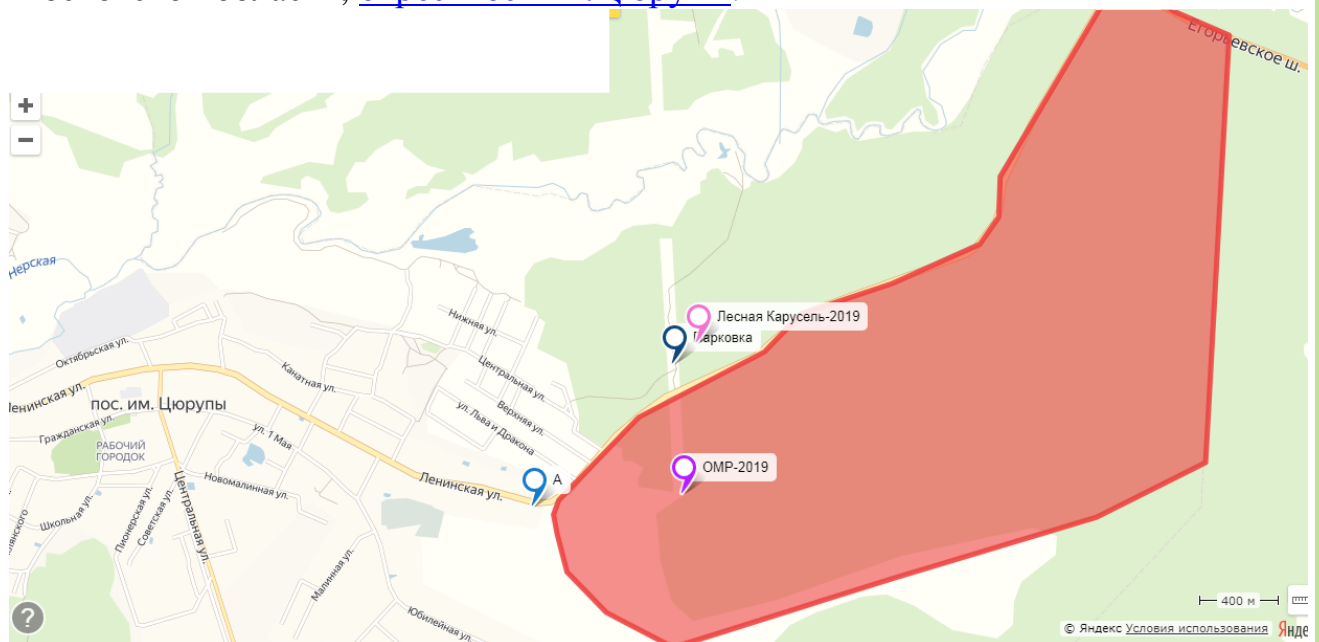 Егорьевское ш.
Нерская
Лесная Карусель-2019
Парковка
Нижняя ул.
Октябрьская ул.
Центральная ул.
Канатная ул.
Ленинская ул.
пос. им. Цюрупы
Верхняя ул.
ул. Льва и Дракона
Гражданская ул.
ул. 1 Мая
РАБОЧИЙ
ГОРОДОК
ОМР-2019
А
Ленинская ул.
Новомалинная ул.
Центральная ул.
Школьная ул.
Пионерская ул.
Советская ул.
Малинная ул.
Юбилейная ул.
400 м
© Яндекс Условия использования